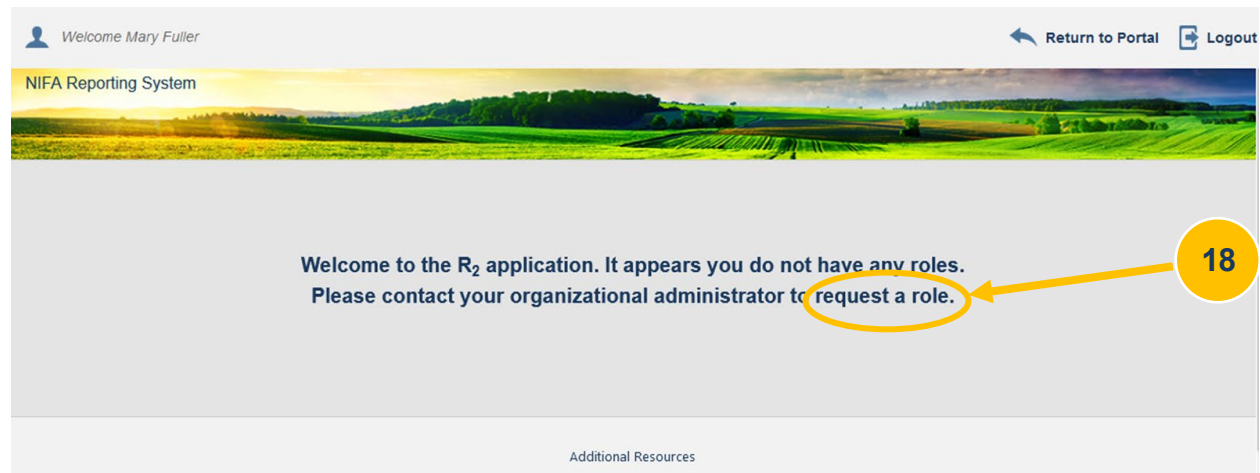 Welcome Mary Fuller
Return to Portal
Logout
NIFA Reporting System
Welcome to the R₂ application. It appears you do not have any roles.
18
Please contact your organizational administrator to request a role.
Additional Resources